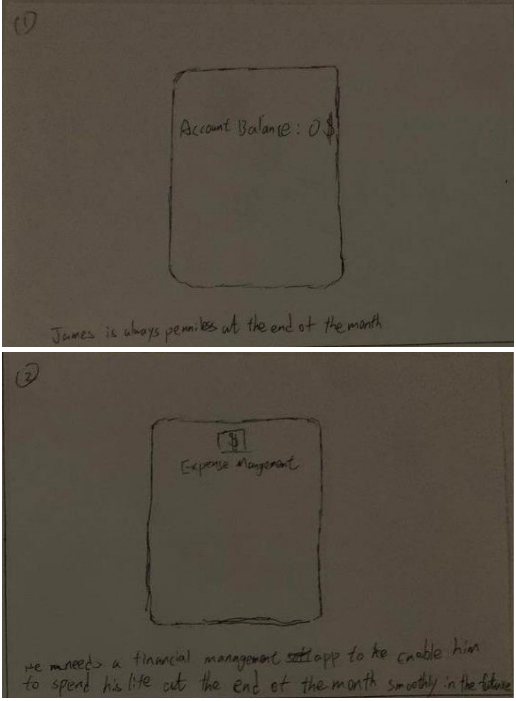 ①
Account Balance: 0 $
James is always penniless at the end of the month
②
$
Expense Mangement
He needs a financial management app to enable him
to spend his life at the end of the month smoothly in the future